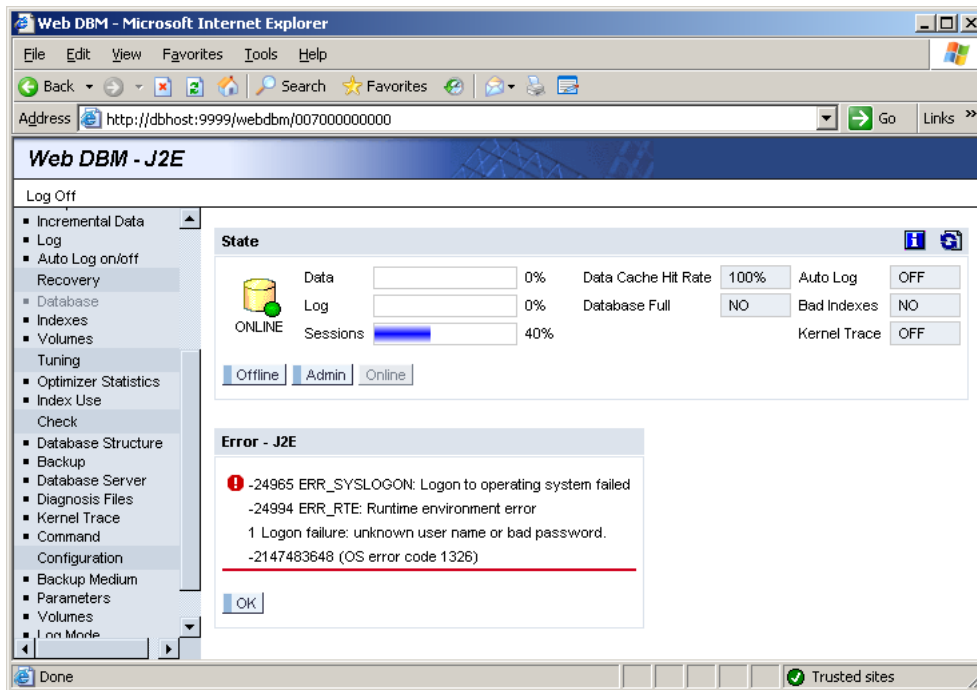 Web DBM - Microsoft Internet Explorer
File Edit View Favorites Tools Help
Back Search Favorites
Address http://dbhost:9999/webdbm/007000000000 Go Links »
Web DBM - J2E
Log Off
Incremental Data
Log
Auto Log on/off
Recovery
Database
Indexes
Volumes
Tuning
Optimizer Statistics
Index Use
Check
Database Structure
Backup
Database Server
Diagnosis Files
Kernel Trace
Command
Configuration
Backup Medium
Parameters
Volumes
Log Mode
State
Data 0% Data Cache Hit Rate 100% Auto Log OFF
Log 0% Database Full NO Bad Indexes NO
ONLINE
Sessions 40% Kernel Trace OFF
Offline Admin Online
Error - J2E
-24965 ERR_SYSLOGON: Logon to operating system failed
-24994 ERR_RTE: Runtime environment error
1 Logon failure: unknown user name or bad password.
-2147483648 (OS error code 1326)
OK
Done Trusted sites